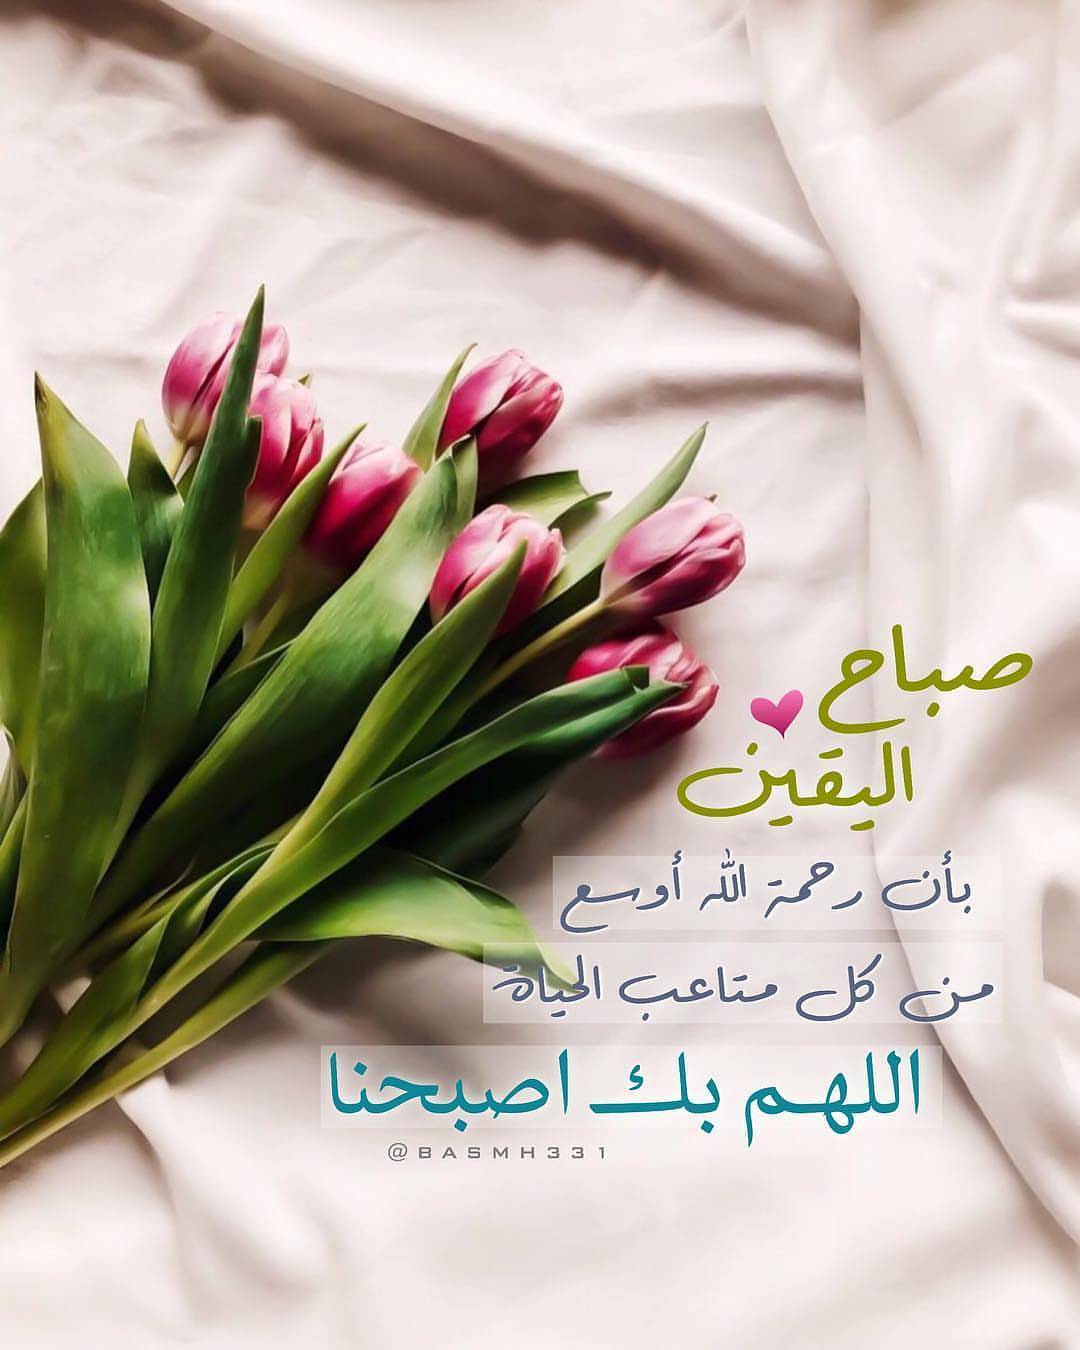 صباح
اليقين
بأن رحمة الله أوسع
من كل متاعب الحياة
اللهم بك اصبحنا
@BASMH331